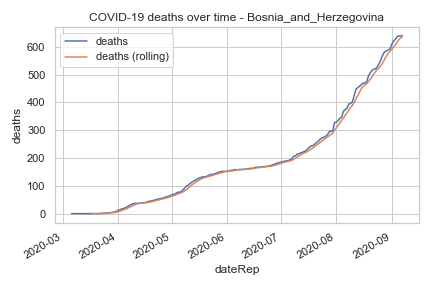 COVID-19 deaths over time - Bosnia_and_Herzegovina
deaths
deaths (rolling)
600
500
400
300
200
100
0
deaths
2020-03
2020-04
2020-05
2020-06
2020-07
2020-08
2020-09
dateRep